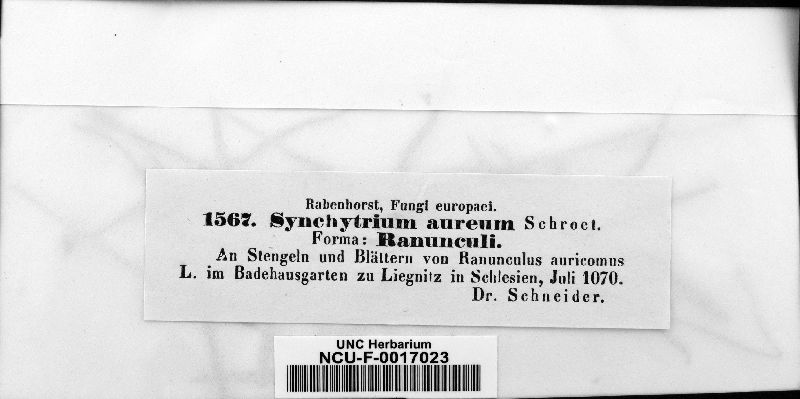 Rabenhorst, Fungi europaei.
1567. Synchytrium aureum Schroet.
Forma: Ranunculi.
An Stengeln und Blättern von Ranunculus auricomus
L. im Badehausgarten zu Liegnitz in Schlesien, Juli 1070.
Dr. Schneider.
UNC Herbarium
NCU-F-0017023